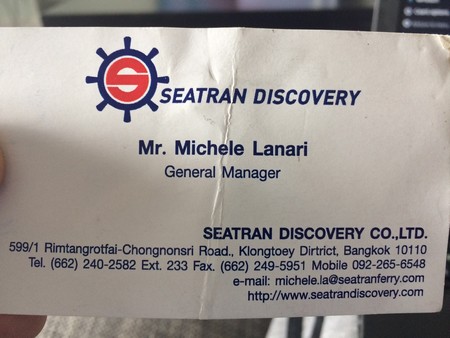 S
SEATRAN DISCOVERY
Mr. Michele Lanari
General Manager
SEATRAN DISCOVERY CO.,LTD.
599/1 Rimtangrotfai-Chongnonsri Road., Klongtoey Dirtrict, Bangkok 10110
Tel. (662) 240-2582 Ext. 233 Fax. (662) 249-5951 Mobile 092-265-6548
e-mail: michele.la@seatranferry.com
http://www.seatrandiscovery.com